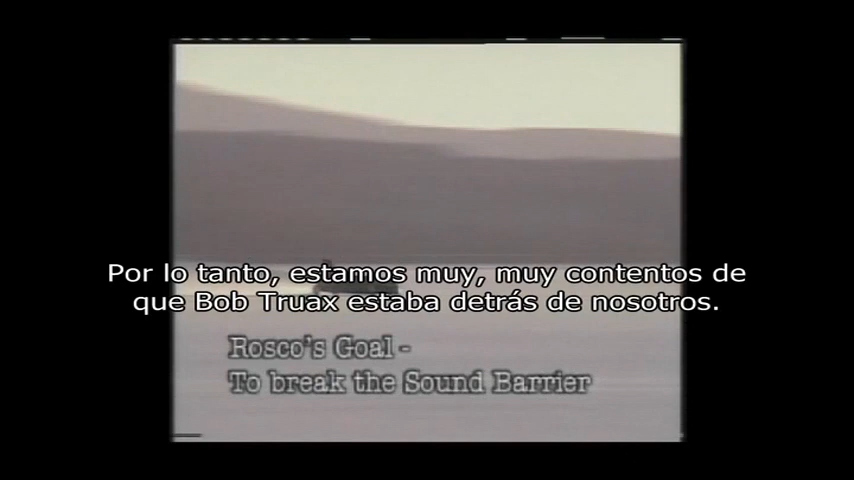 Por lo tanto, estamos muy, muy contentos de
que Bob Truax estaba detrás de nosotros.
Rosco's Goal -
To break the Sound Barrier